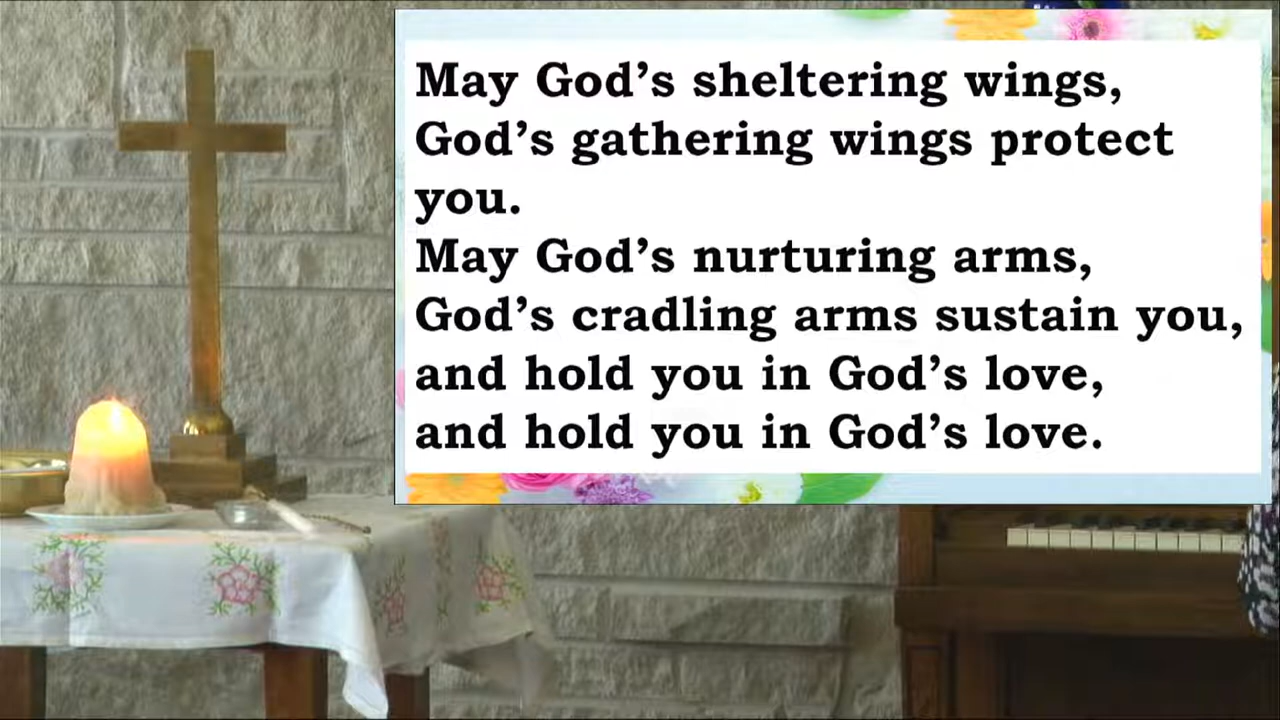 May God’s sheltering wings,
God’s gathering wings protect
you.
May God’s nurturing arms,
God’s cradling arms sustain you,
and hold you in God’s love,
and hold you in God’s love.